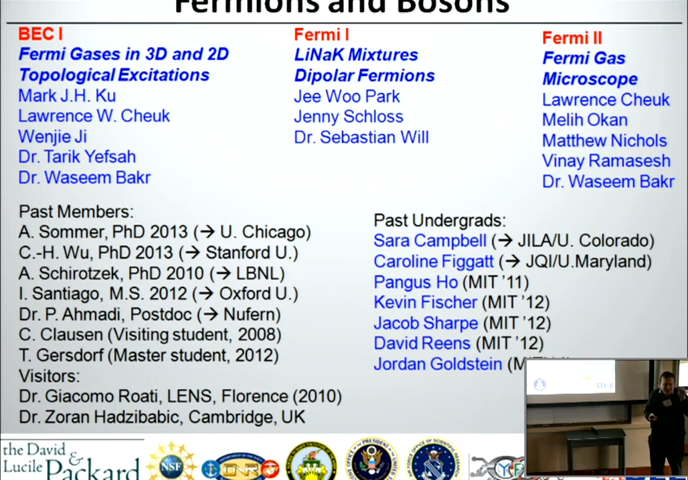 Fermions and Bosons
BEC I
Fermi Gases in 3D and 2D
Topological Excitations
Mark J.H. Ku
Lawrence W. Cheuk
Wenjie Ji
Dr. Tarik Yefsah
Dr. Waseem Bakr
Fermi I
LiNaK Mixtures
Dipolar Fermions
Jee Woo Park
Jenny Schloss
Dr. Sebastian Will
Fermi II
Fermi Gas
Microscope
Lawrence Cheuk
Melih Okan
Matthew Nichols
Vinay Ramasesh
Dr. Waseem Bakr
Past Members:
A. Sommer, PhD 2013 (→ U. Chicago)
C.-H. Wu, PhD 2013 (→ Stanford U.)
A. Schirotzek, PhD 2010 (→ LBNL)
I. Santiago, M.S. 2012 (→ Oxford U.)
Dr. P. Ahmadi, Postdoc (→ Nufern)
C. Clausen (Visiting student, 2008)
T. Gersdorf (Master student, 2012)
Visitors:
Dr. Giacomo Roati, LENS, Florence (2010)
Dr. Zoran Hadzibabic, Cambridge, UK
Past Undergrads:
Sara Campbell (→ JILA/U. Colorado)
Caroline Figgatt (→ JQI/U.Maryland)
Pangus Ho (MIT '11)
Kevin Fischer (MIT '12)
Jacob Sharpe (MIT '12)
David Reens (MIT '12)
Jordan Goldstein
the David
&
Lucile
Packard
NSF